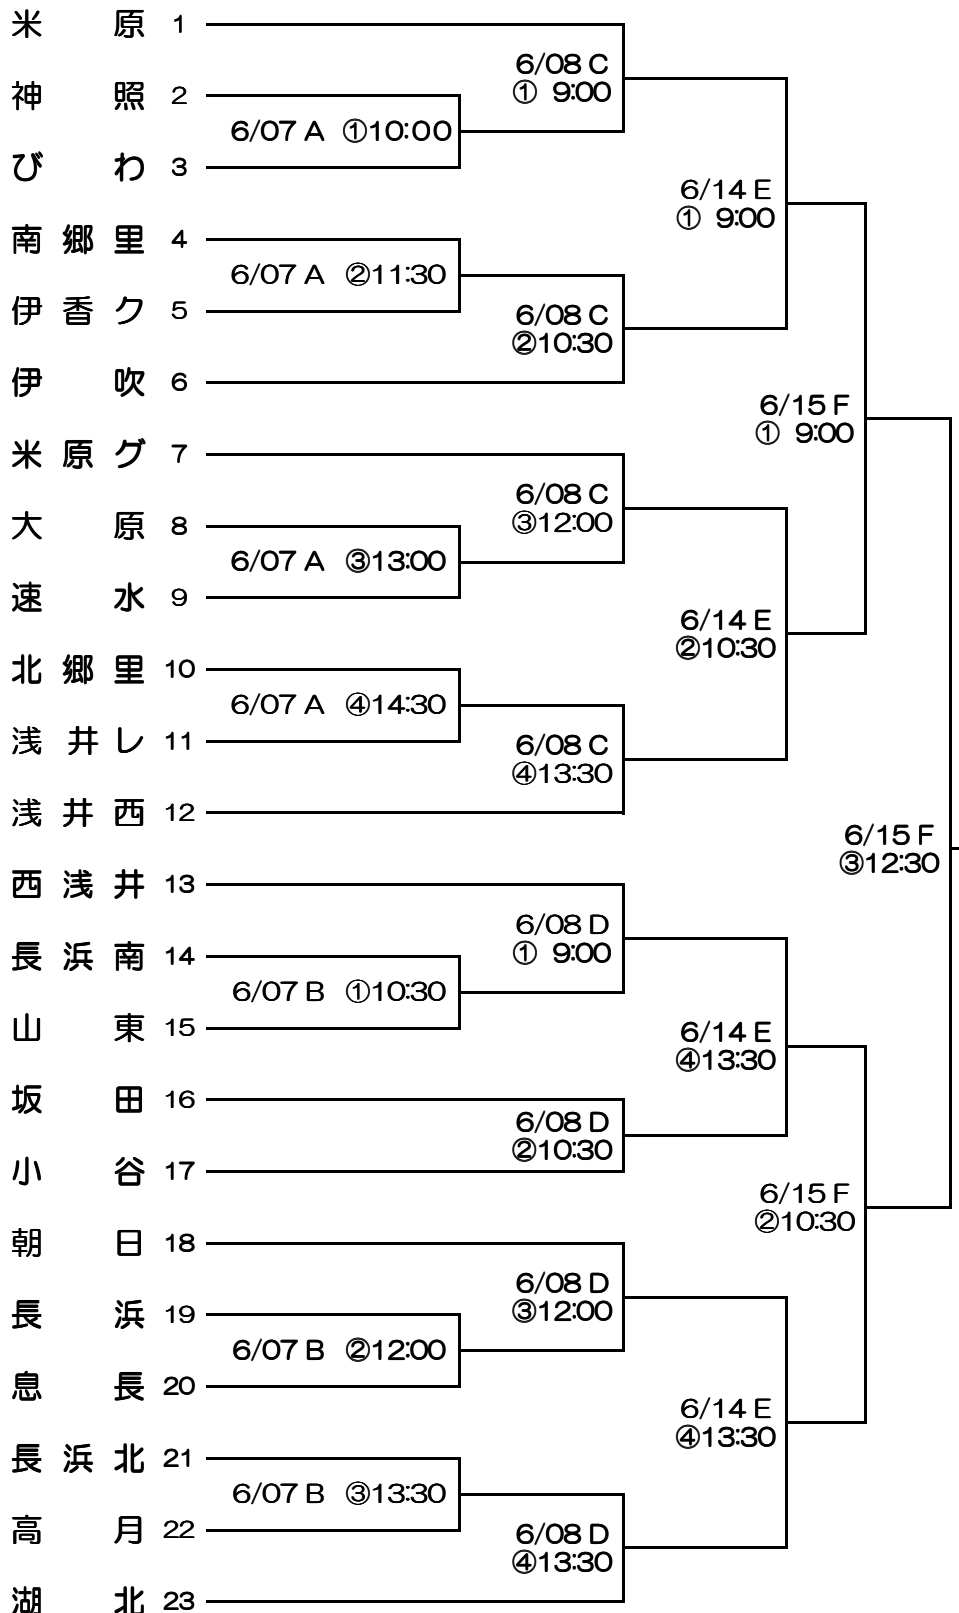 米原 1
6/08 C
① 9:00
神照 2
6/07 A ①10:00
びわ 3
6/14 E
① 9:00
南郷里 4
6/07 A ②11:30
伊香ク 5
6/08 C
②10:30
伊吹 6
6/15 F
① 9:00
米原グ 7
6/08 C
③12:00
大原 8
6/07 A ③13:00
速水 9
6/14 E
②10:30
北郷里 10
6/07 A ④14:30
浅井レ 11
6/08 C
④13:30
浅井西 12
6/15 F
③12:30
西浅井 13
6/08 D
① 9:00
長浜南 14
6/07 B ①10:30
山東 15
6/14 E
④13:30
坂田 16
6/08 D
②10:30
小谷 17
6/15 F
②10:30
朝日 18
6/08 D
③12:00
長浜 19
6/07 B ②12:00
息長 20
6/14 E
④13:30
長浜北 21
6/07 B ③13:30
高月 22
6/08 D
④13:30
湖北 23